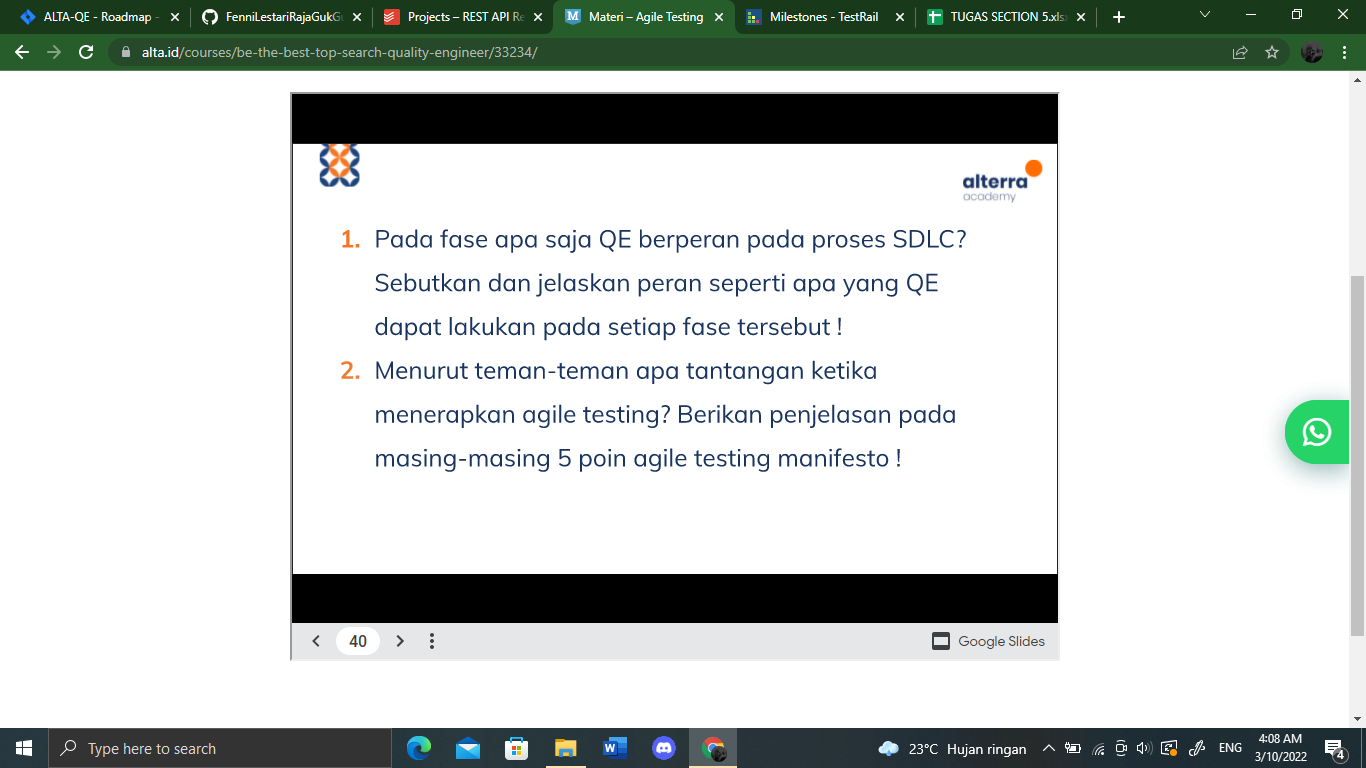 ALTA-QE - Roadmap -
FenniLestariRajaGukGu
Projects – REST API Re
Materi – Agile Testing
Milestones - TestRail
TUGAS SECTION 5.xlsx
alta.id/courses/be-the-best-top-search-quality-engineer/33234/
alterra
academy
1. Pada fase apa saja QE berperan pada proses SDLC?
Sebutkan dan jelaskan peran seperti apa yang QE
dapat lakukan pada setiap fase tersebut !
2. Menurut teman-teman apa tantangan ketika
menerapkan agile testing? Berikan penjelasan pada
masing-masing 5 poin agile testing manifesto !
40
Google Slides
Type here to search
23°C Hujan ringan
ENG
4:08 AM
3/10/2022
4